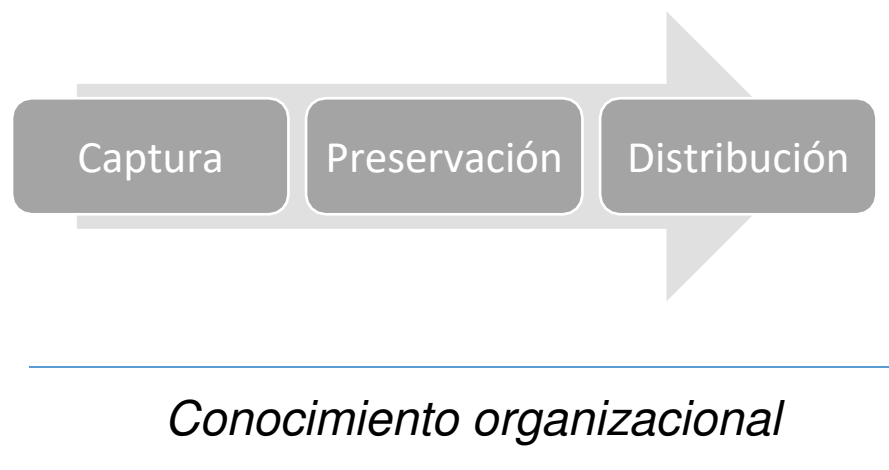 Captura
Preservación
Distribución
Conocimiento organizacional